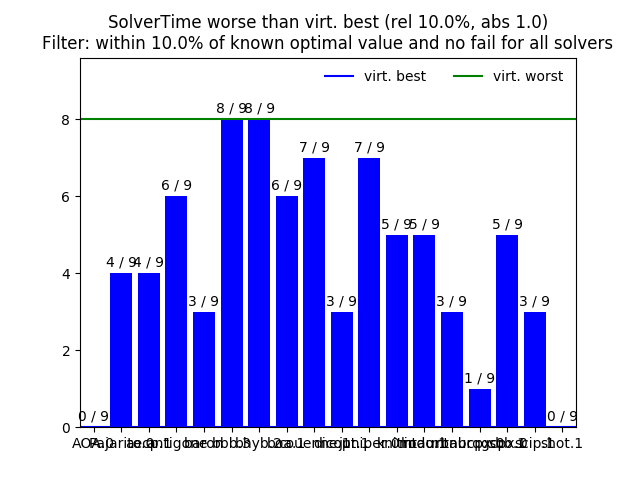 SolverTime worse than virt. best (rel 10.0%, abs 1.0)
Filter: within 10.0% of known optimal value and no fail for all solvers
virt. best virt. worst
8 / 9 8 / 9
8
7 / 9 7 / 9
6 / 9 6 / 9
6
5 / 9 5 / 9 5 / 9
4 / 9 4 / 9
4
3 / 9 3 / 9 3 / 9 3 / 9
2
1 / 9
0 / 9 0 / 9
0